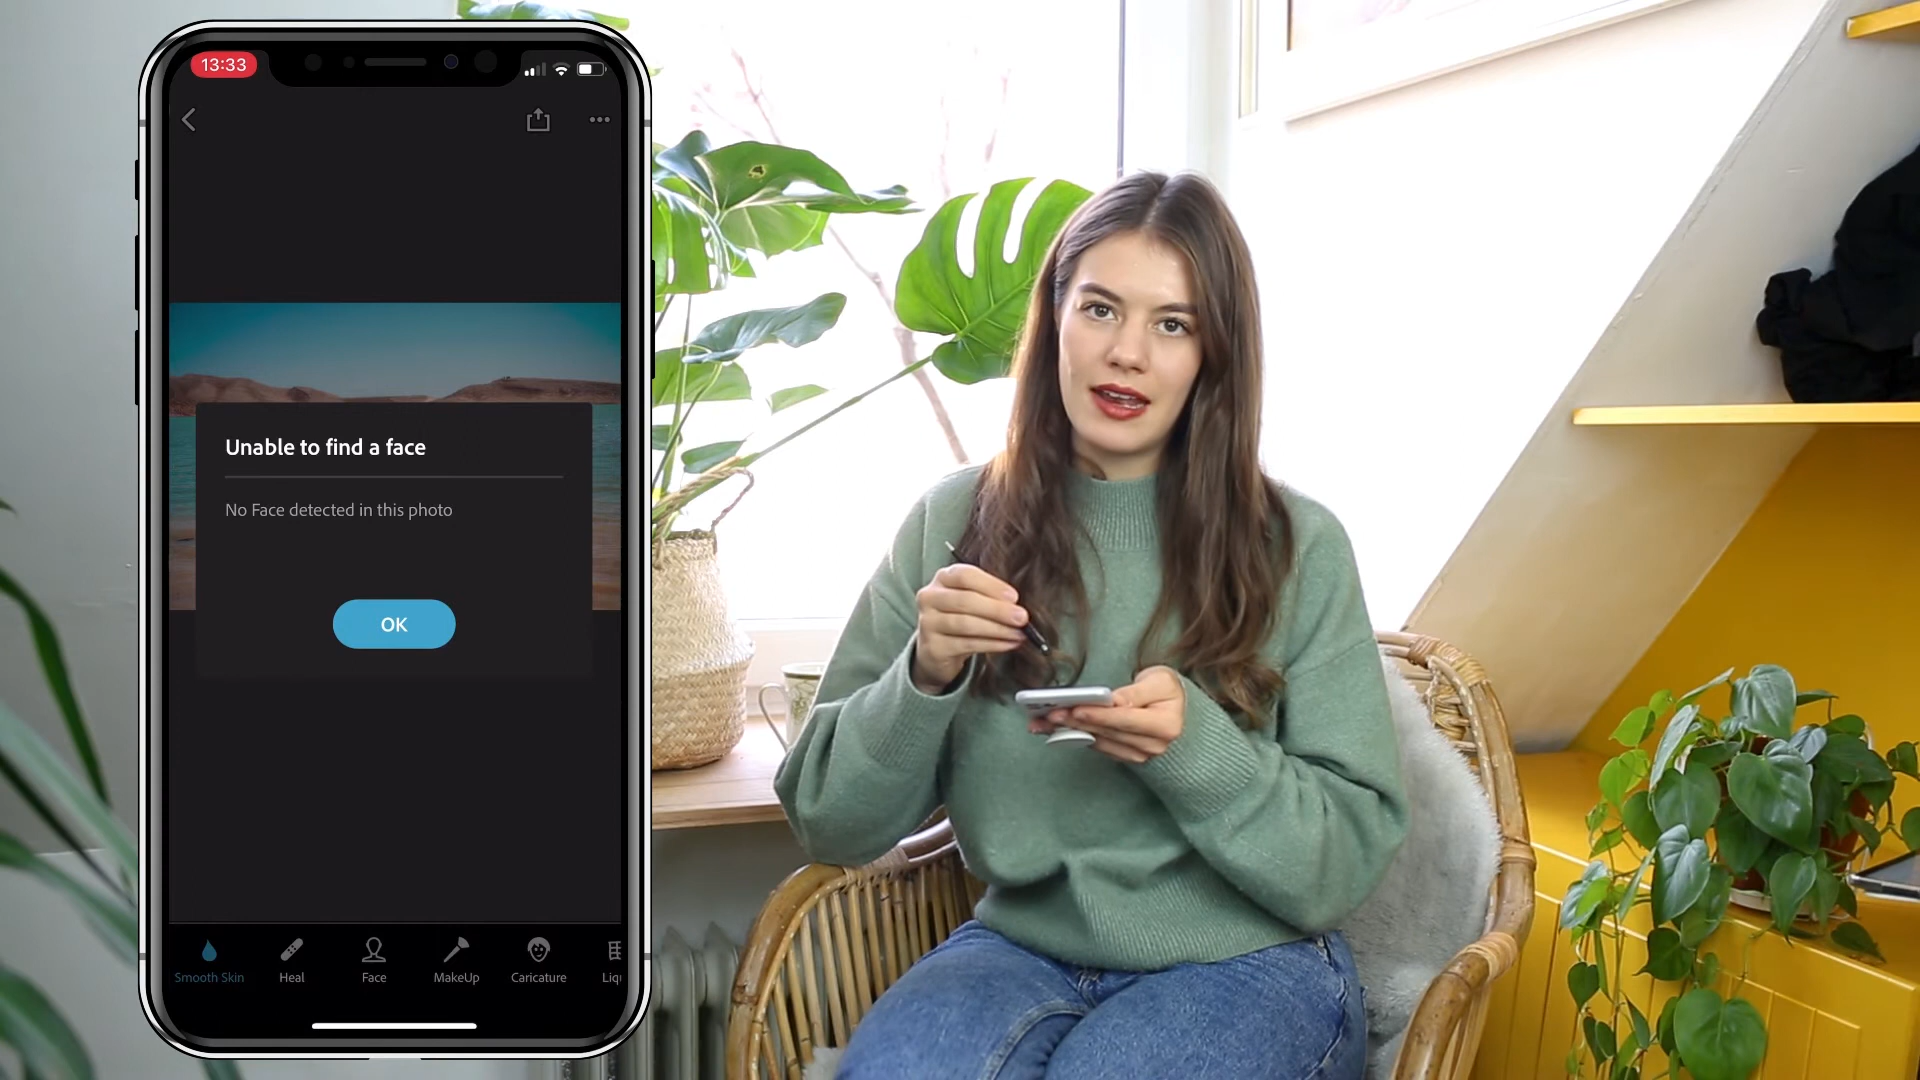 13:33
Unable to find a face
No Face detected in this photo
OK
Smooth Skin
Heal
Face
MakeUp
Caricature
Liq